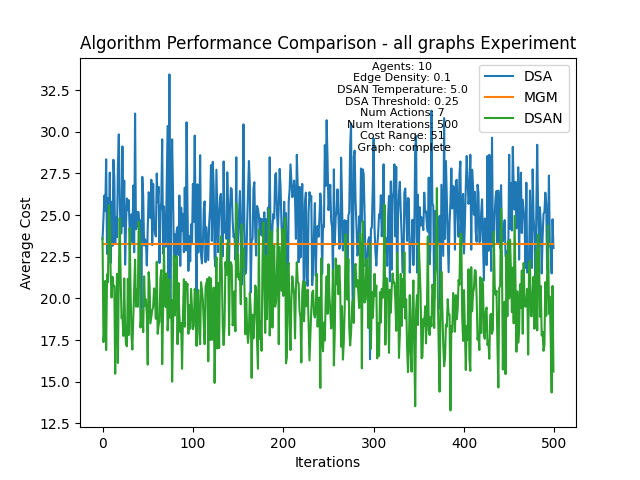 Algorithm Performance Comparison - all graphs Experiment
Agents: 10
Edge Density: 0.1
DSAN Temperature: 5.0
DSA Threshold: 0.25
Num Actions: 7
Num Iterations: 500
Cost Range: 51
Graph: complete
DSA
MGM
DSAN
Average Cost
32.5
30.0
27.5
25.0
22.5
20.0
17.5
15.0
12.5
0
100
200
300
400
500
Iterations